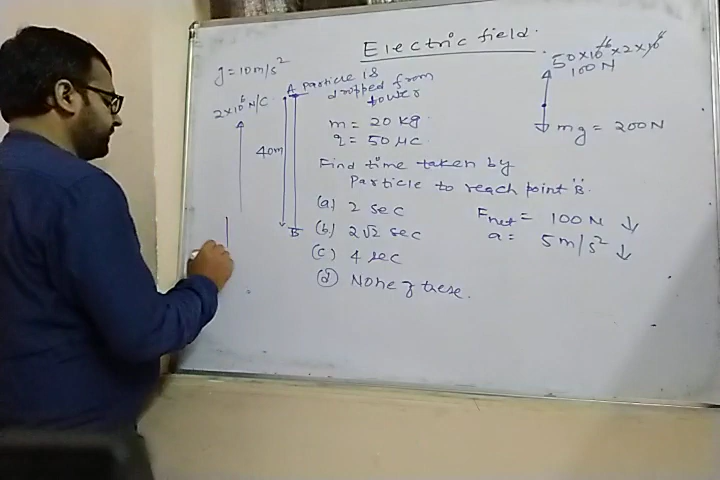 Electric field.
g = 10 m/s²
A Particle is
dropped from
tower
2×10⁶ N/C
m = 20 kg
q = 50 μC
40m
Find time taken by
Particle to reach point "B".
B
(a) 2 sec
(b) 2√2 sec
(c) 4 sec
(d) None of these.
50×10⁻⁶×2×10⁶
100 N
mg = 200N
Fnet = 100 N ↓
a = 5 m/s² ↓